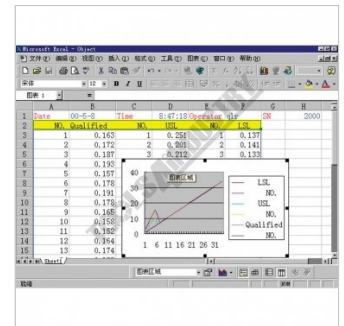 Microsoft Excel - Object
文件(F) 编辑(E) 视图(V) 插入(I) 格式(O) 工具(T) 图表(C) 窗口(W) 帮助(H)
宋体 12 B I U
图表 1 =
A B C D E F G H
1 Date 00-5-8 Time 8:47:18 Operator SN 2000
2 NO. Qualified NO. USL NO. LSL
3 1 0.163 1 0.251 1 0.137
4 2 0.172 2 0.201 2 0.141
5 3 0.187 3 0.212 3 0.133
6 4 0.193
7 5 0.157
8 6 0.178
9 7 0.191
10 8 0.178
11 9 0.165
12 10 0.158
13 11 0.152
14 12 0.164
15 13 0.174
图表区域
40
30
20
10
0
1 6 11 16 21 26 31
LSL
NO.
USL
NO.
Qualified
NO.
Sheet1
图表区域
就绪